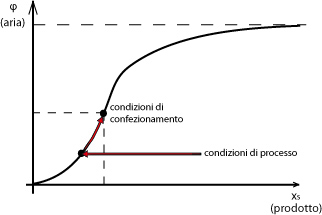 φ
(aria)
condizioni di
confezionamento
condizioni di processo
xs
(prodotto)